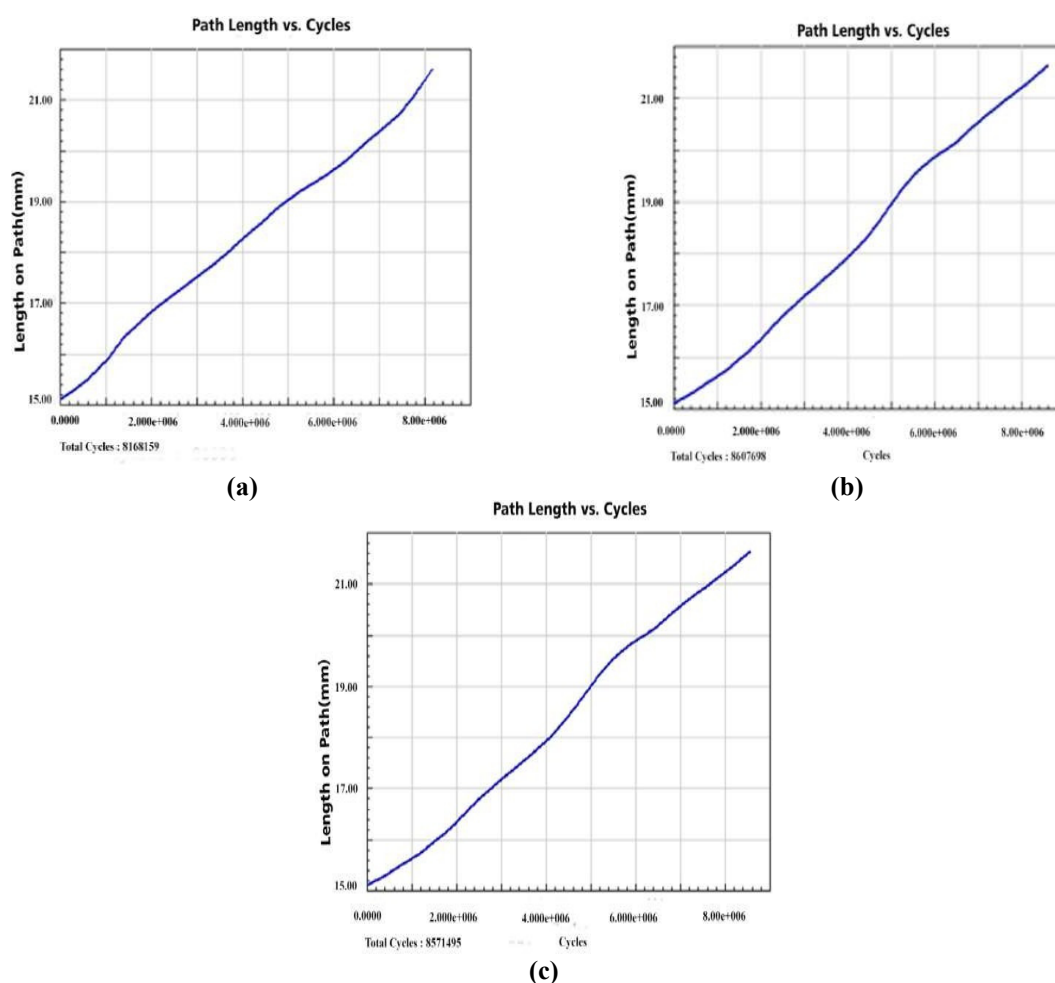 Path Length vs. Cycles
Length on Path(mm)
21.00
19.00
17.00
15.00
0.0000 2.000e+006 4.000e+006 6.000e+006 8.00e+006
Total Cycles : 8168159
(a)
Path Length vs. Cycles
Length on Path(mm)
21.00
19.00
17.00
15.00
0.0000 2.000e+006 4.000e+006 6.000e+006 8.00e+006
Total Cycles : 8607698 Cycles
(b)
Path Length vs. Cycles
Length on Path(mm)
21.00
19.00
17.00
15.00
0.0000 2.000e+006 4.000e+006 6.000e+006 8.00e+006
Total Cycles : 8571495 Cycles
(c)